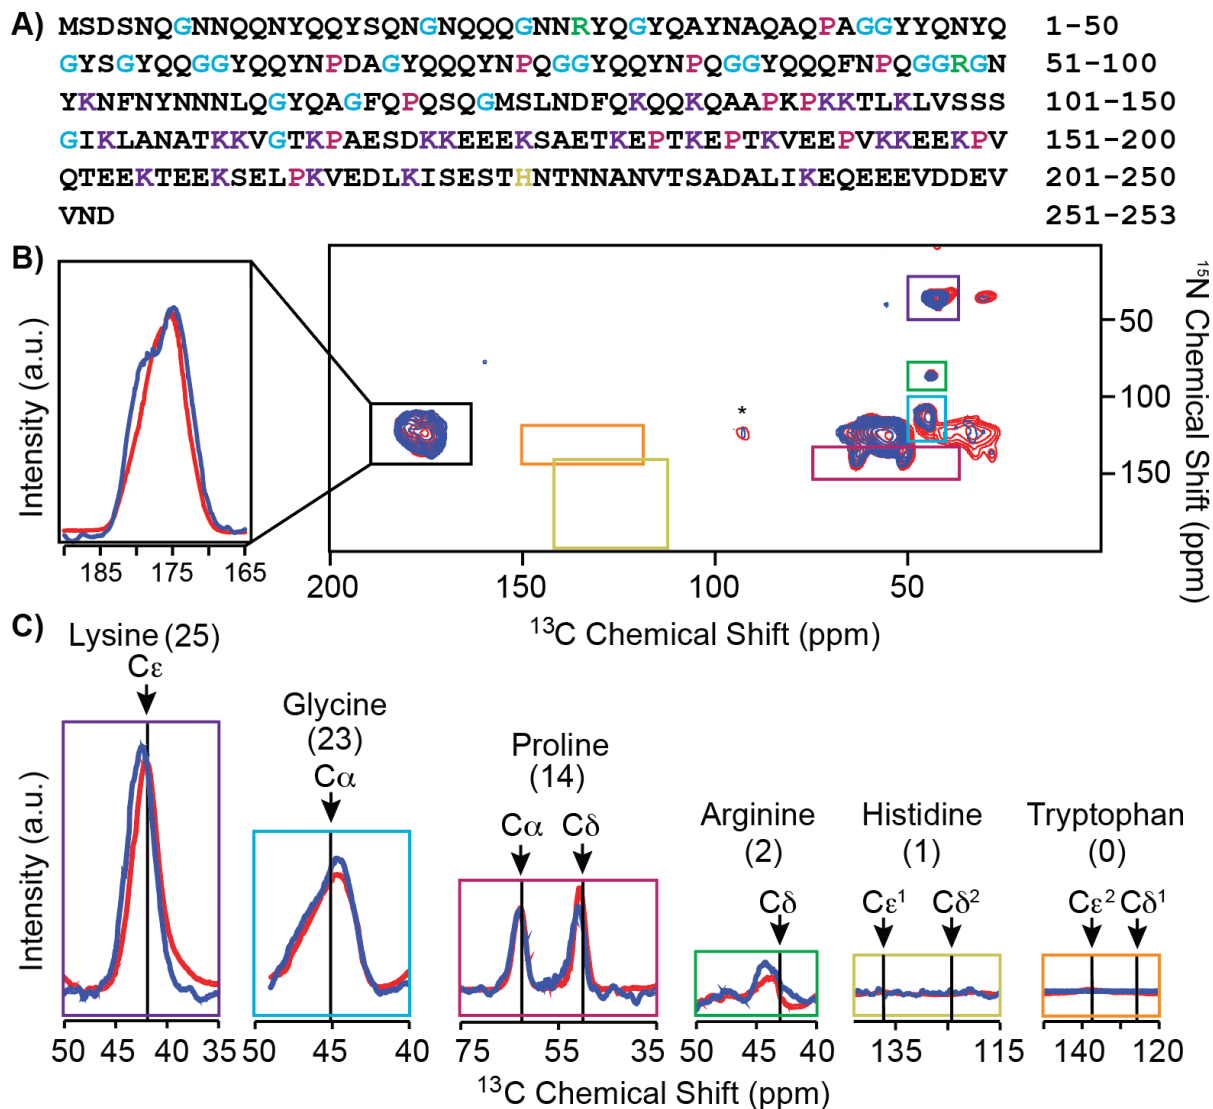 A) MSDSNQGNNQQNYQQYSQNGNQQQGNNRYQGYQAYNAQAQPAGGYYQNYQ 1-50
GYSGYQQGGYQQYNPDAGYQQQYNPQGGYQQYNPQGGYQQQFNPQGGRGN 51-100
YKNFNYNNNLQGYQAGFQPQSQGMSLNDFQKQQKQAAPKPKKTLKLVSSS 101-150
GIKLANATKKVGTKPAESDKKEEEKSAETKEPTKEPTKVEEPVKKEEKPV 151-200
QTEEKTEEKSELPKVEDLKISESTHNTNNANVTSADALIKEQEEEVDDEV 201-250
VND 251-253
B)
Intensity (a.u.)
185 175 165
*
50
100
150
15N Chemical Shift (ppm)
200 150 100 50
13C Chemical Shift (ppm)
C)
Lysine (25)
Cε
Glycine
(23)
Cα
Proline
(14)
Cα Cδ
Arginine
(2)
Cδ
Histidine
(1)
Cε1 Cδ2
Tryptophan
(0)
Cε2 Cδ1
Intensity (a.u.)
50 45 40 35
50 45 40
75 55 35
50 45 40
135 115
140 120
13C Chemical Shift (ppm)